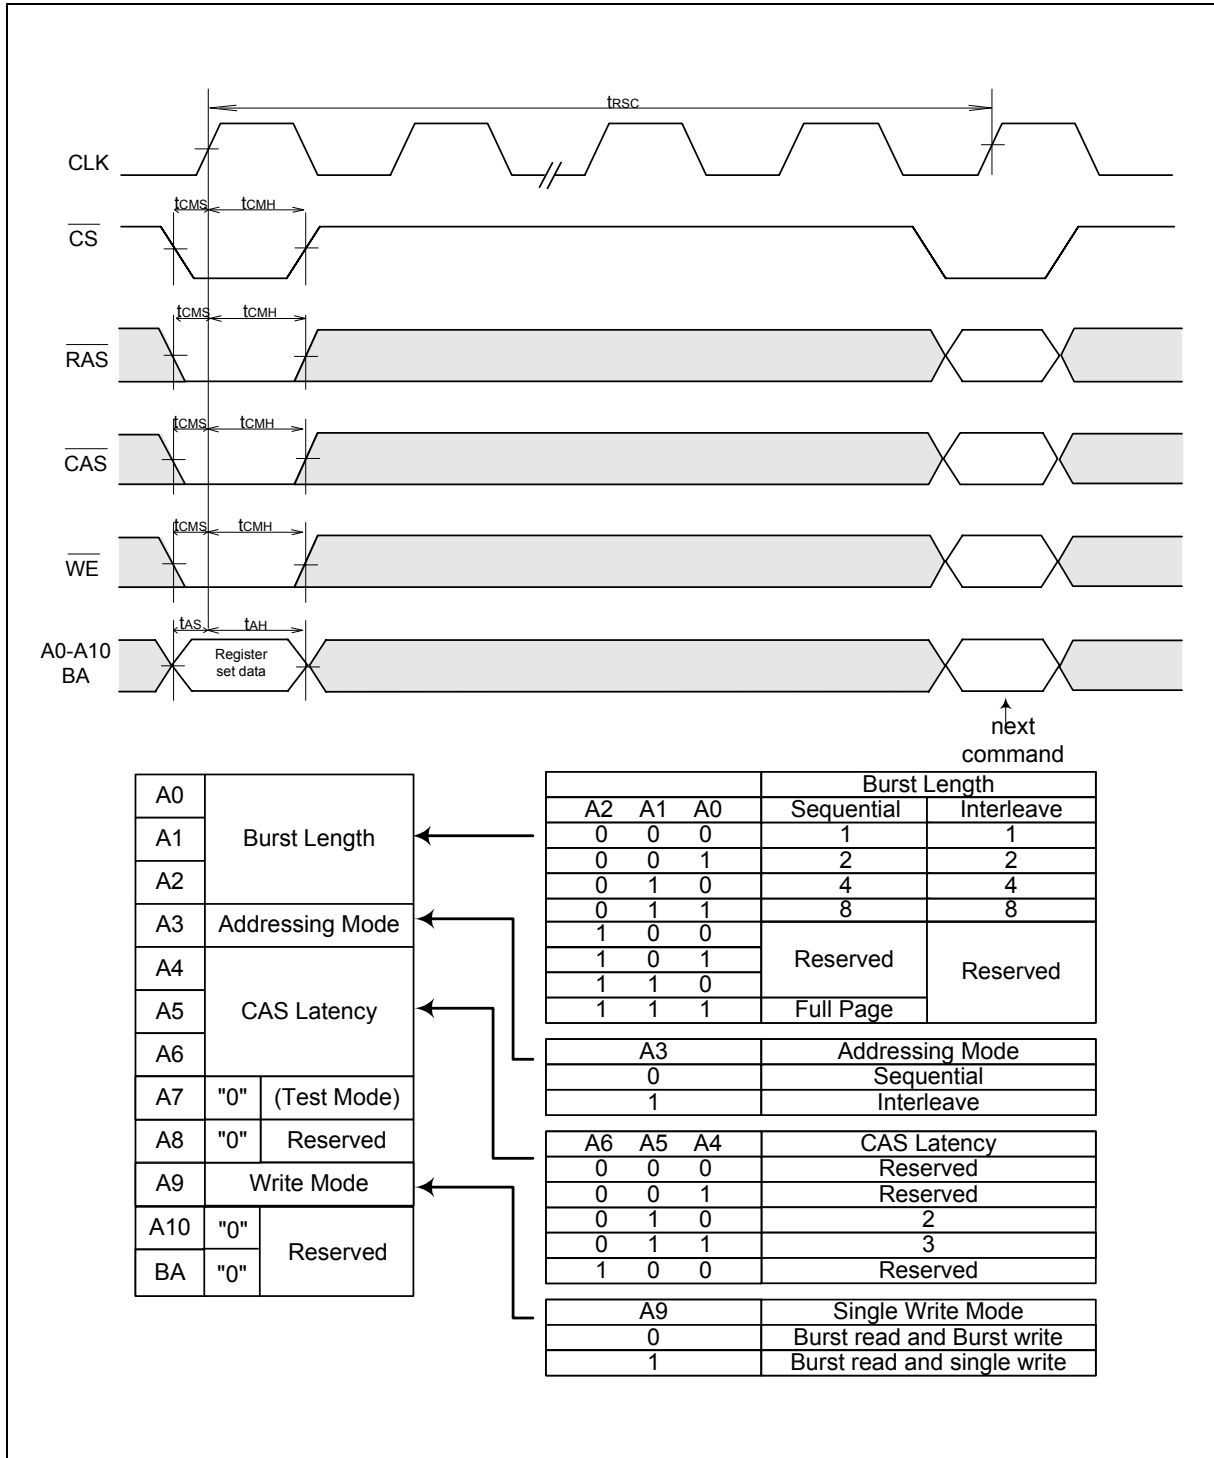 tRSC
CLK
tCMS tCMH
CS
tCMS tCMH
RAS
tCMS tCMH
CAS
tCMS tCMH
WE
tAS tAH
A0-A10
BA
Register
set data
next
command
A0
A1 Burst Length
A2
A3 Addressing Mode
A4
A5 CAS Latency
A6
A7 "0" (Test Mode)
A8 "0" Reserved
A9 Write Mode
A10 "0"
Reserved
BA "0"
Burst Length
A2 A1 A0 Sequential Interleave
0 0 0 1 1
0 0 1 2 2
0 1 0 4 4
0 1 1 8 8
1 0 0
1 0 1 Reserved
Reserved
1 1 0
1 1 1 Full Page
A3 Addressing Mode
0 Sequential
1 Interleave
A6 A5 A4 CAS Latency
0 0 0 Reserved
0 0 1 Reserved
0 1 0 2
0 1 1 3
1 0 0 Reserved
A9 Single Write Mode
0 Burst read and Burst write
1 Burst read and single write